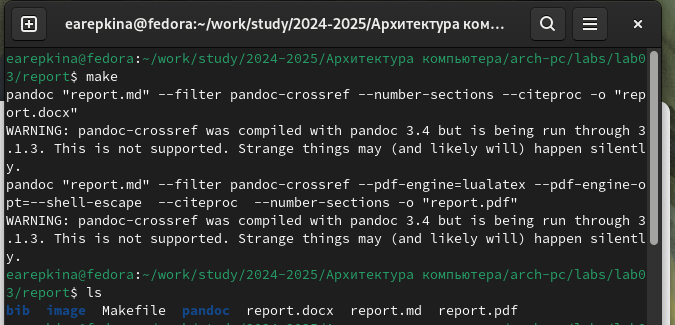 earepkina@fedora:~/work/study/2024-2025/Архитектура ком...
earepkina@fedora:~/work/study/2024-2025/Архитектура компьютера/arch-pc/labs/lab0
3/report$ make
pandoc "report.md" --filter pandoc-crossref --number-sections --citeproc -o "rep
ort.docx"
WARNING: pandoc-crossref was compiled with pandoc 3.4 but is being run through 3
.1.3. This is not supported. Strange things may (and likely will) happen silentl
y.
pandoc "report.md" --filter pandoc-crossref --pdf-engine=lualatex --pdf-engine-o
pt=--shell-escape  --citeproc  --number-sections -o "report.pdf"
WARNING: pandoc-crossref was compiled with pandoc 3.4 but is being run through 3
.1.3. This is not supported. Strange things may (and likely will) happen silentl
y.
earepkina@fedora:~/work/study/2024-2025/Архитектура компьютера/arch-pc/labs/lab0
3/report$ ls
bib  image  Makefile  pandoc  report.docx  report.md  report.pdf